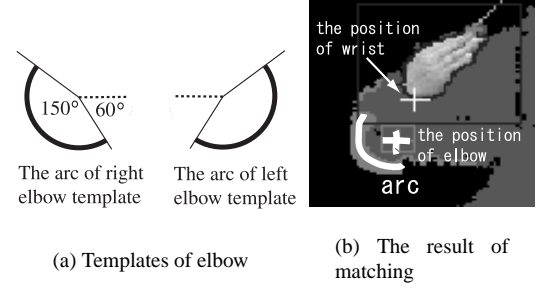 150°
60°
The arc of right
elbow template
The arc of left
elbow template
(a) Templates of elbow
the position
of wrist
the position
of elbow
arc
(b) The result of
matching